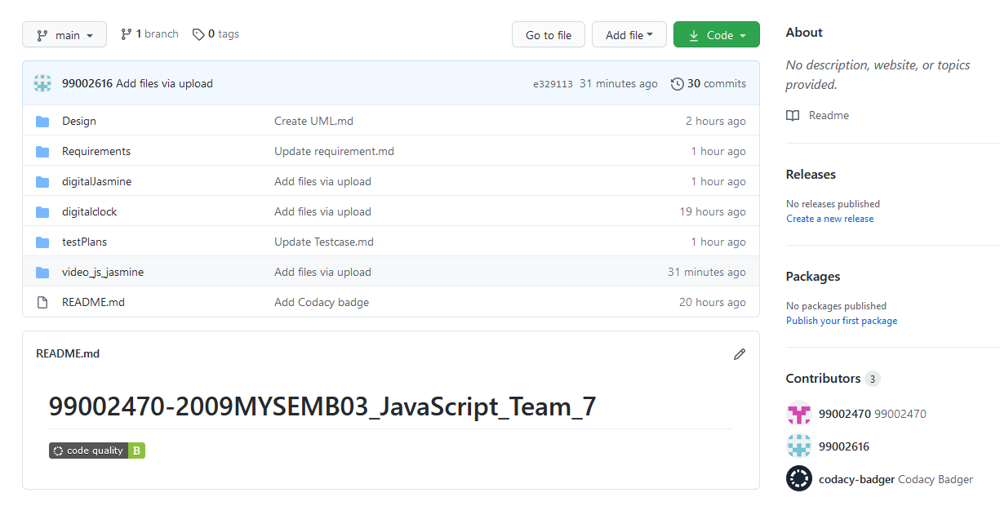 main 1 branch 0 tags Go to file Add file Code
99002616 Add files via upload e329113 31 minutes ago 30 commits
Design Create UML.md 2 hours ago
Requirements Update requirement.md 1 hour ago
digitalJasmine Add files via upload 1 hour ago
digitalclock Add files via upload 19 hours ago
testPlans Update Testcase.md 1 hour ago
video_js_jasmine Add files via upload 31 minutes ago
README.md Add Codacy badge 20 hours ago
README.md
99002470-2009MYSEMB03_JavaScript_Team_7
code quality B
About
No description, website, or topics
provided.
Readme
Releases
No releases published
Create a new release
Packages
No packages published
Publish your first package
Contributors 3
99002470 99002470
99002616
codacy-badger Codacy Badger